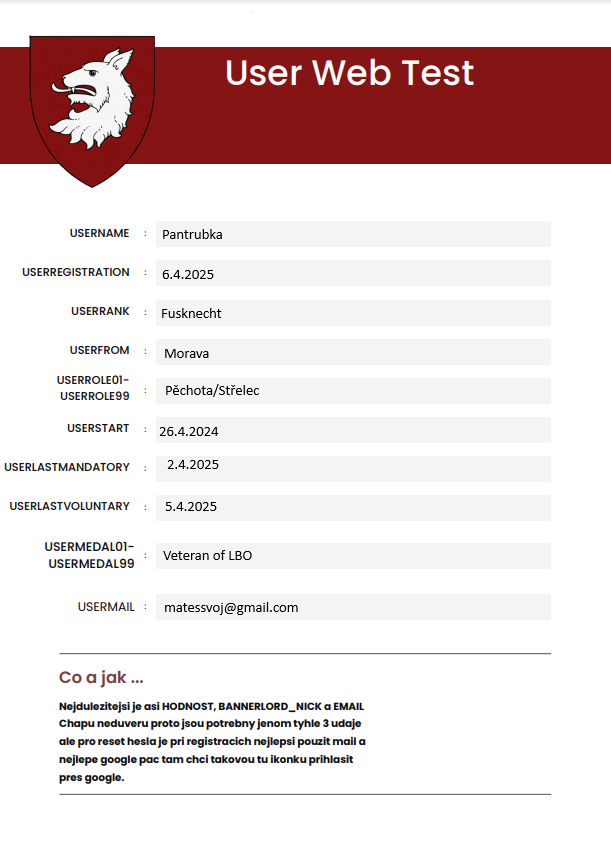 User Web Test
USERNAME : Pantrubka
USERREGISTRATION : 6.4.2025
USERRANK : Fusknecht
USERFROM : Morava
USERROLE01-
USERROLE99 : Pěchota/Střelec
USERSTART : 26.4.2024
USERLASTMANDATORY : 2.4.2025
USERLASTVOLUNTARY : 5.4.2025
USERMEDAL01-
USERMEDAL99 : Veteran of LBO
USERMAIL : matessvoj@gmail.com
Co a jak ...
Nejdulezitejsi je asi HODNOST, BANNERLORD_NICK a EMAIL
Chapu neduveru proto jsou potrebny jenom tyhle 3 udaje
ale pro reset hesla je pri registracich nejlepsi pouzit mail a
nejlepe google pac tam chci takovou tu ikonku prihlasit
pres google.